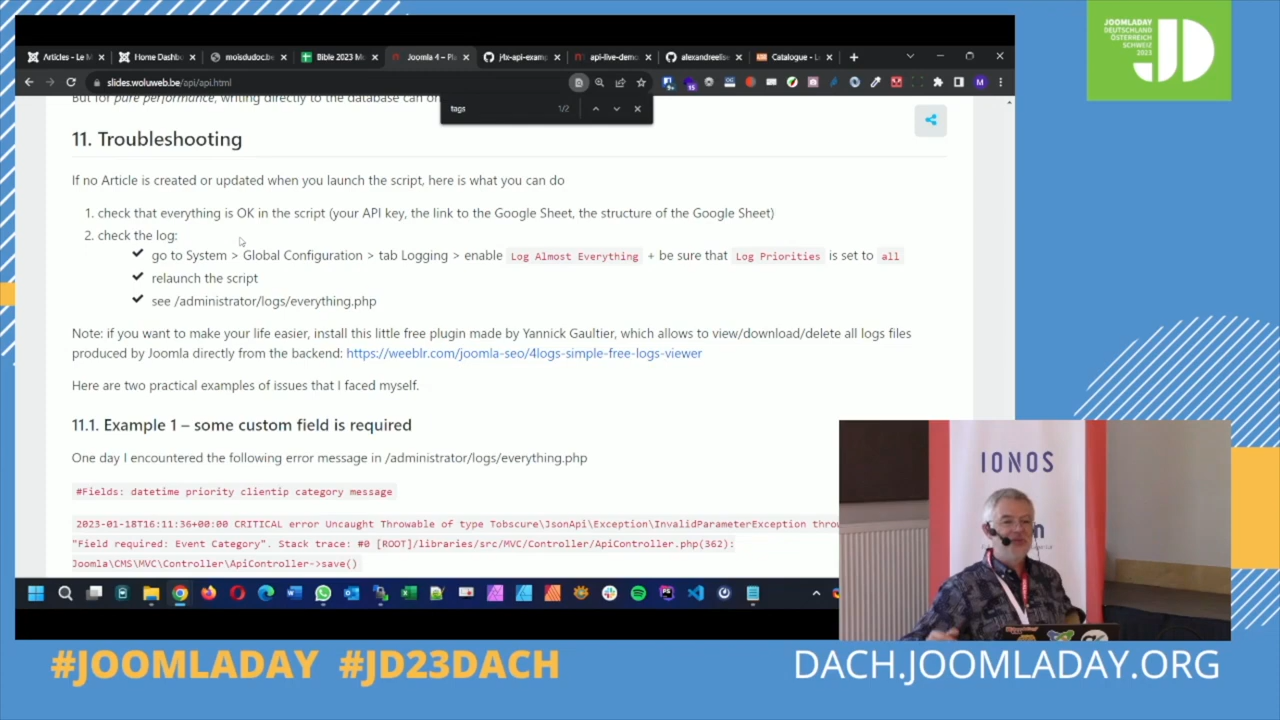 JOOMLADAY
DEUTSCHLAND
ÖSTERREICH
SCHWEIZ
2023
JD
Articles - Le M
Home Dashbo
moisdudoc.be
Bible 2023 M
Joomla 4 – Pl
j4x-api-examp
api-live-demo
alexandreelise
Catalogue - L
slides.woluweb.be/api/api.html
But for pure performance, writing directly to the database can
tags
1/2
11. Troubleshooting
If no Article is created or updated when you launch the script, here is what you can do
1. check that everything is OK in the script (your API key, the link to the Google Sheet, the structure of the Google Sheet)
2. check the log:
go to System > Global Configuration > tab Logging > enable Log Almost Everything + be sure that Log Priorities is set to all
relaunch the script
see /administrator/logs/everything.php
Note: if you want to make your life easier, install this little free plugin made by Yannick Gaultier, which allows to view/download/delete all logs files
produced by Joomla directly from the backend: https://weeblr.com/joomla-seo/4logs-simple-free-logs-viewer
Here are two practical examples of issues that I faced myself.
11.1. Example 1 – some custom field is required
One day I encountered the following error message in /administrator/logs/everything.php
#Fields: datetime priority clientip category message
2023-01-18T16:11:36+00:00 CRITICAL error Uncaught Throwable of type Tobscure\JsonApi\Exception\InvalidParameterException throw
"Field required: Event Category". Stack trace: #0 [ROOT]/libraries/src/MVC/Controller/ApiController.php(362):
Joomla\CMS\MVC\Controller\ApiController->save()
IONOS
#JOOMLADAY #JD23DACH
DACH.JOOMLADAY.ORG